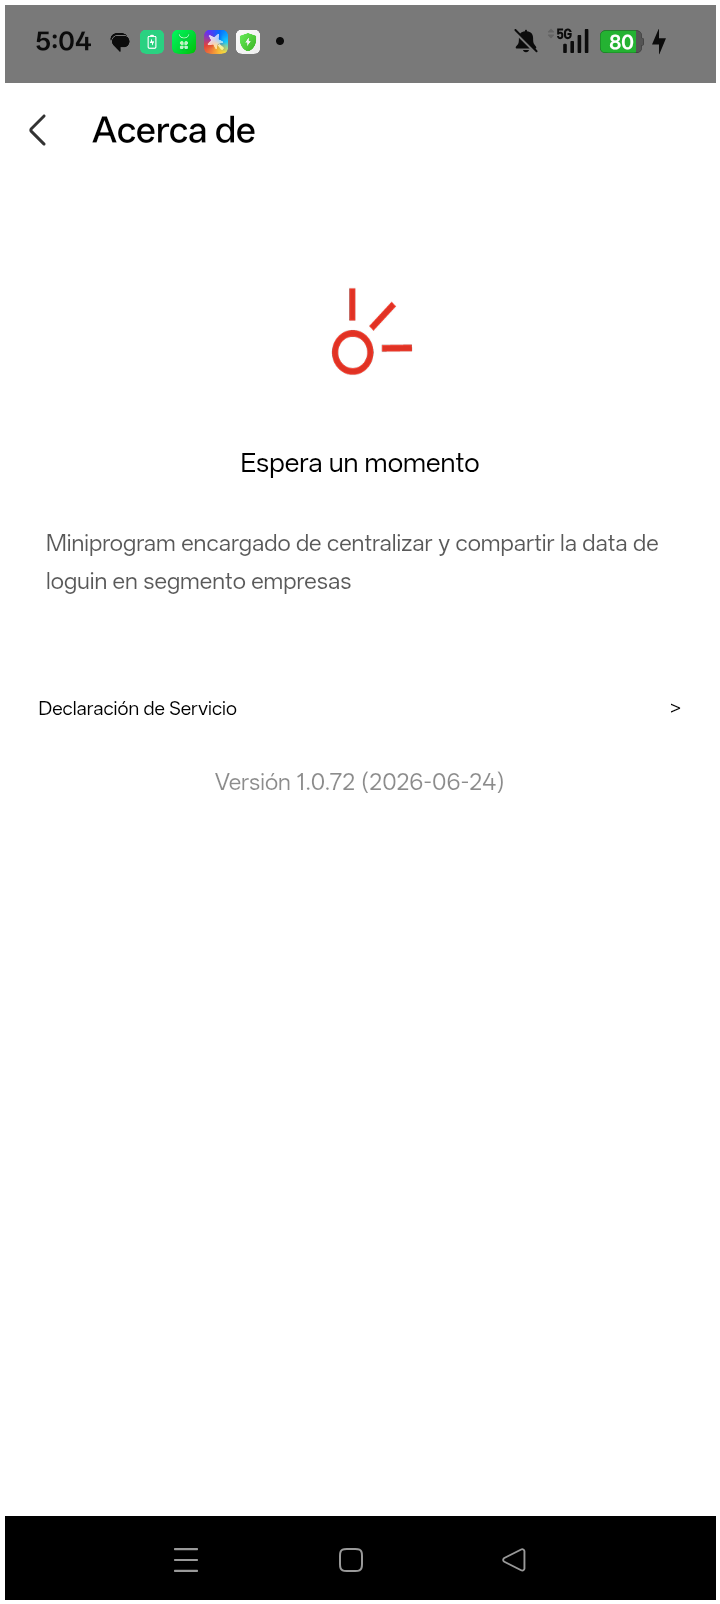 5:04
5G
80
Acerca de
Espera un momento
Miniprogram encargado de centralizar y compartir la data de
loguin en segmento empresas
Declaración de Servicio >
Versión 1.0.72 (2026-06-24)